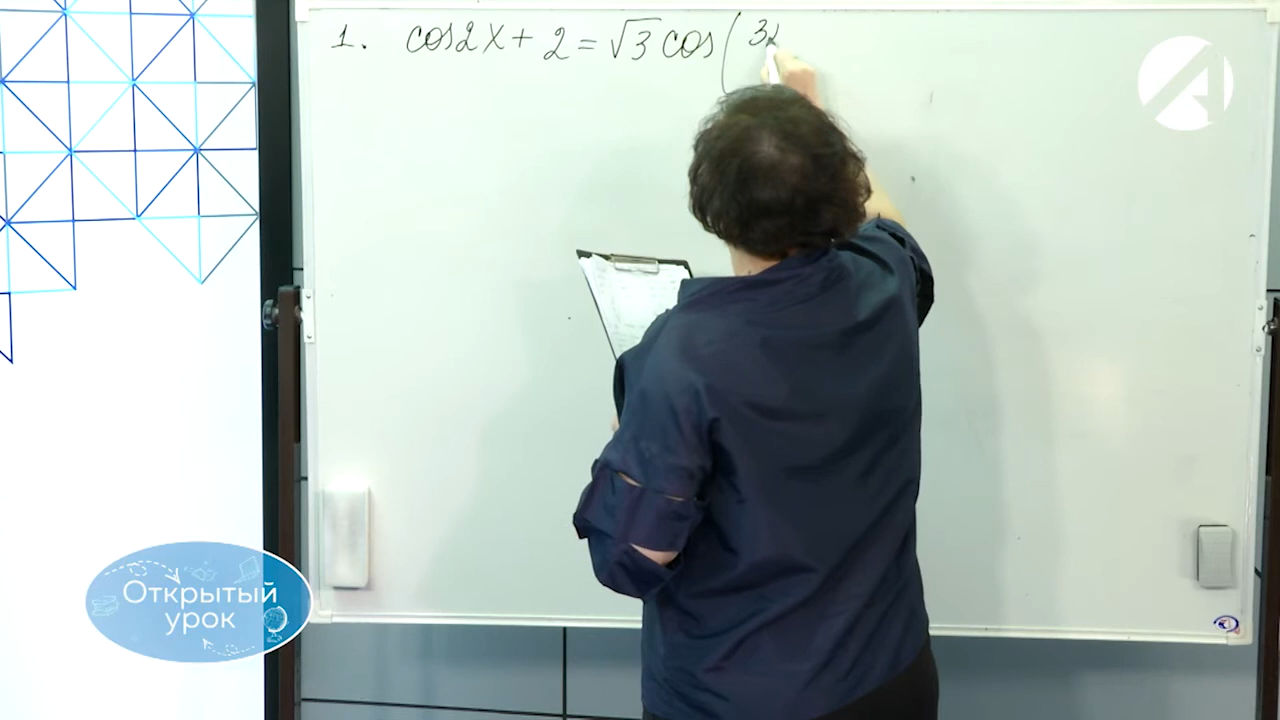 1. cos2x + 2 = √3 cos( 3
Открытый
урок